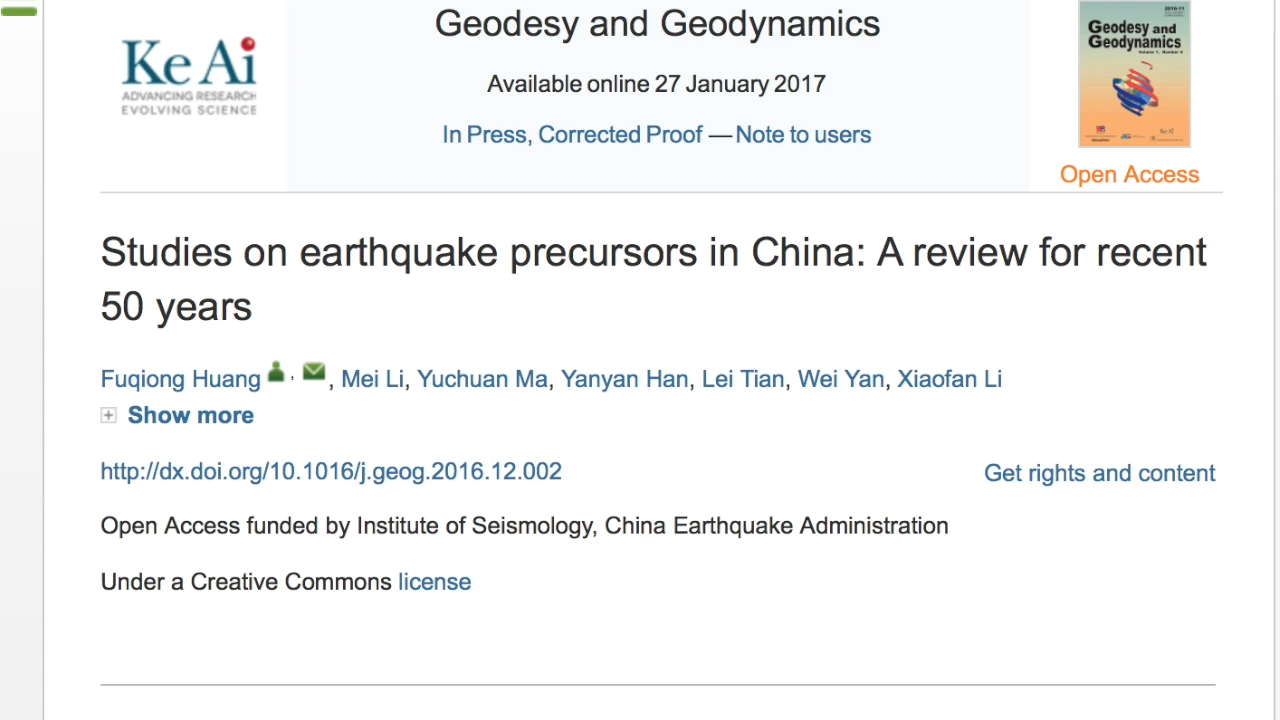 Geodesy and Geodynamics
Available online 27 January 2017
In Press, Corrected Proof — Note to users
Ke Ai
ADVANCING RESEARCH
EVOLVING SCIENCE
Geodesy and
Geodynamics
Open Access
Studies on earthquake precursors in China: A review for recent
50 years
Fuqiong Huang , , Mei Li, Yuchuan Ma, Yanyan Han, Lei Tian, Wei Yan, Xiaofan Li
Show more
http://dx.doi.org/10.1016/j.geog.2016.12.002
Get rights and content
Open Access funded by Institute of Seismology, China Earthquake Administration
Under a Creative Commons license